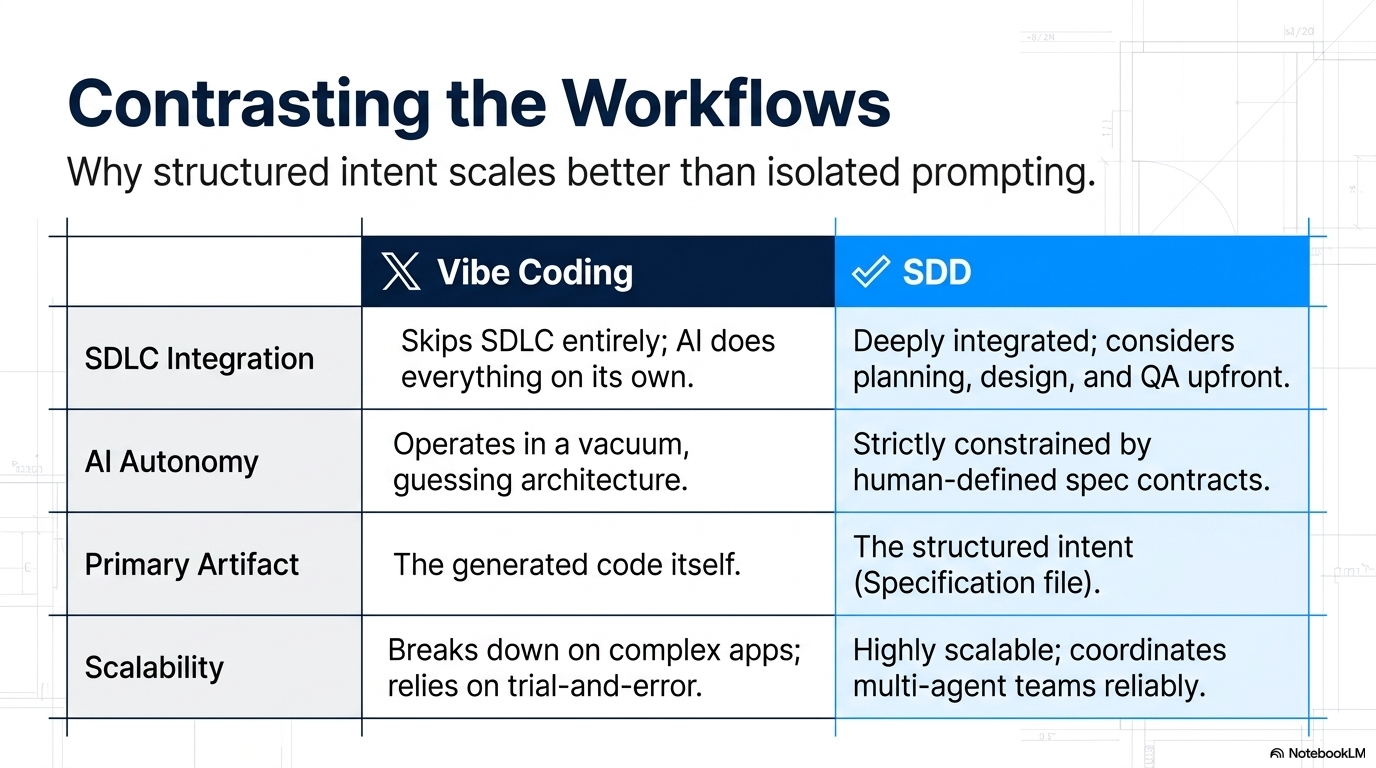 Contrasting the Workflows
Why structured intent scales better than isolated prompting.
Vibe Coding
SDD
SDLC Integration
Skips SDLC entirely; AI does
everything on its own.
Deeply integrated; considers
planning, design, and QA upfront.
AI Autonomy
Operates in a vacuum,
guessing architecture.
Strictly constrained by
human-defined spec contracts.
Primary Artifact
The generated code itself.
The structured intent
(Specification file).
Scalability
Breaks down on complex apps;
relies on trial-and-error.
Highly scalable; coordinates
multi-agent teams reliably.
NotebookLM